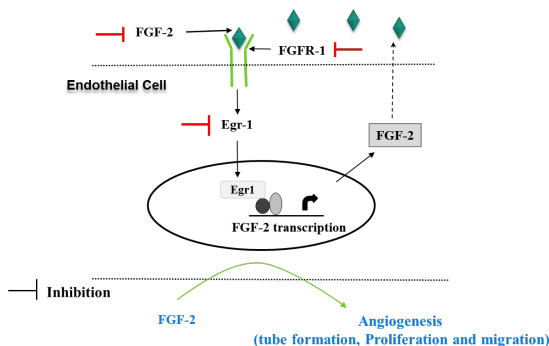 FGF-2
FGFR-1
Endothelial Cell
Egr-1
FGF-2
Egr1
FGF-2 transcription
Inhibition
FGF-2
Angiogenesis
(tube formation, Proliferation and migration)